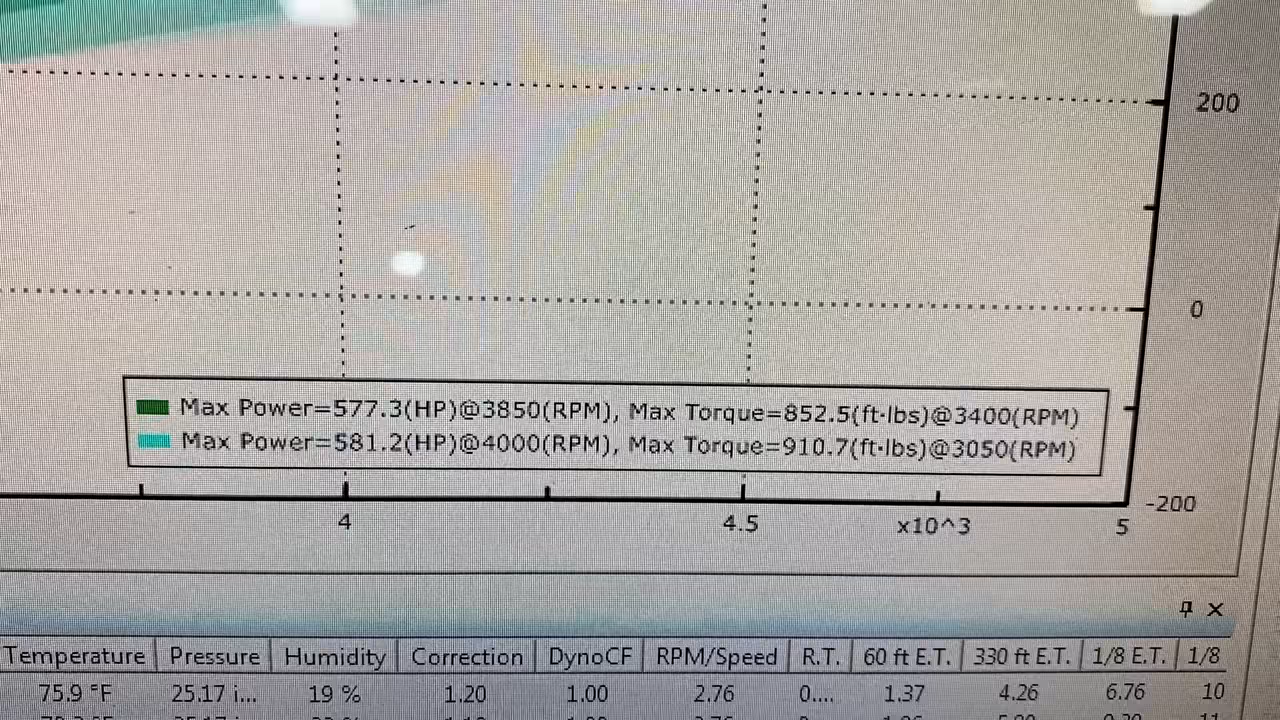 200
0
Max Power=577.3(HP)@3850(RPM), Max Torque=852.5(ft·lbs)@3400(RPM)
Max Power=581.2(HP)@4000(RPM), Max Torque=910.7(ft·lbs)@3050(RPM)
-200
4 4.5 x10^3 5
Temperature Pressure Humidity Correction DynoCF RPM/Speed R.T. 60 ft E.T. 330 ft E.T. 1/8 E.T. 1/8
75.9 °F 25.17 i... 19 % 1.20 1.00 2.76 0.... 1.37 4.26 6.76 10